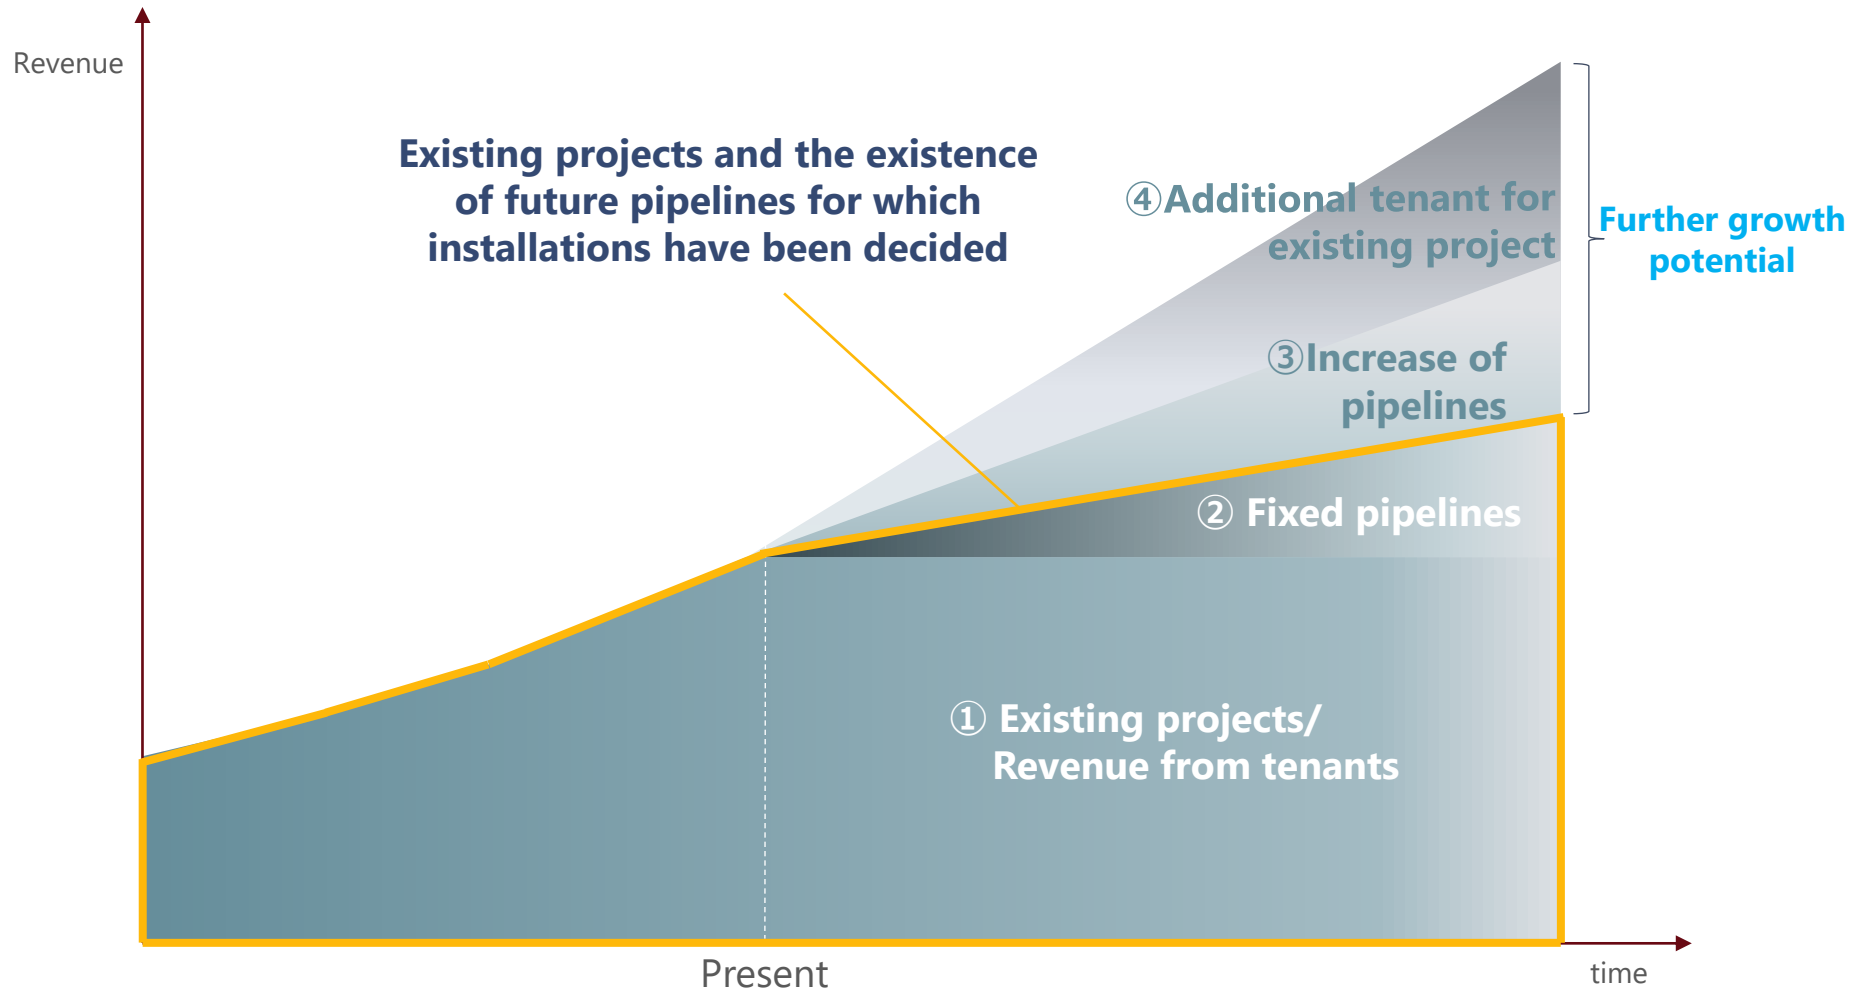 Revenue
Existing projects and the existence
of future pipelines for which
installations have been decided
④Additional tenant for
existing project
Further growth
potential
③Increase of
pipelines
② Fixed pipelines
① Existing projects/
Revenue from tenants
Present
time